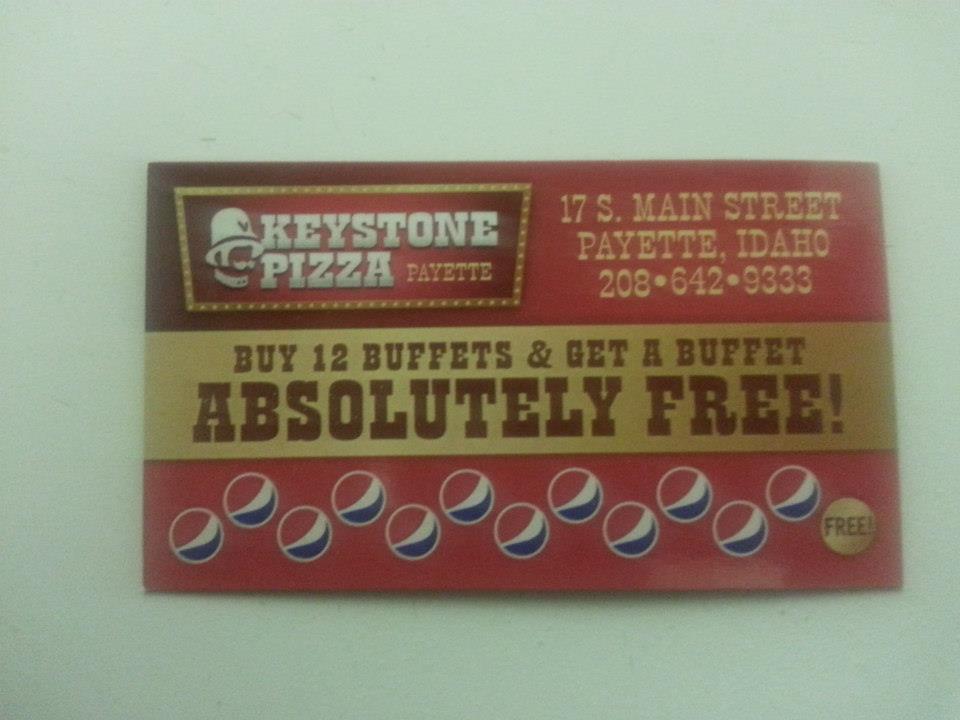 KEYSTONE
PIZZA PAYETTE
17 S. MAIN STREET
PAYETTE, IDAHO
208•642•9333
BUY 12 BUFFETS & GET A BUFFET
ABSOLUTELY FREE!
FREE!